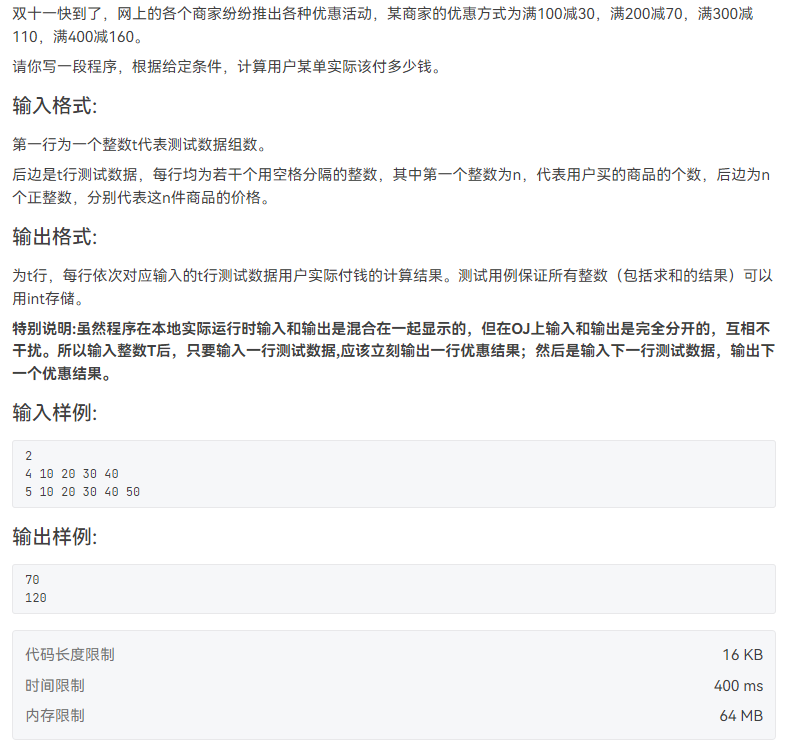 双十一快到了，网上的各个商家纷纷推出各种优惠活动，某商家的优惠方式为满100减30，满200减70，满300减
110，满400减160。
请你写一段程序，根据给定条件，计算用户某单实际该付多少钱。
输入格式:
第一行为一个整数t代表测试数据组数。
后边是t行测试数据，每行均为若干个用空格分隔的整数，其中第一个整数为n，代表用户买的商品的个数，后边为n
个正整数，分别代表这n件商品的价格。
输出格式:
为t行，每行依次对应输入的t行测试数据用户实际付钱的计算结果。测试用例保证所有整数（包括求和的结果）可以
用int存储。
特别说明:虽然程序在本地实际运行时输入和输出是混合在一起显示的，但在OJ上输入和输出是完全分开的，互相不
干扰。所以输入整数T后，只要输入一行测试数据,应该立刻输出一行优惠结果；然后是输入下一行测试数据，输出下
一个优惠结果。
输入样例:
2
4 10 20 30 40
5 10 20 30 40 50
输出样例:
70
120
代码长度限制 16 KB
时间限制 400 ms
内存限制 64 MB